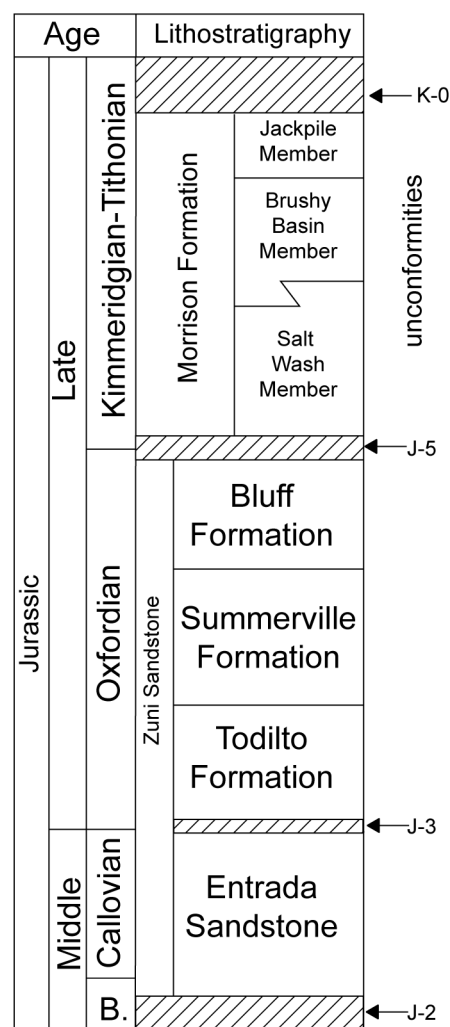 Age
Lithostratigraphy
Jurassic
Late
Middle
Kimmeridgian-Tithonian
Oxfordian
Callovian
B.
Morrison Formation
Jackpile
Member
Brushy
Basin
Member
Salt
Wash
Member
Zuni Sandstone
Bluff
Formation
Summerville
Formation
Todilto
Formation
Entrada
Sandstone
K-0
unconformities
J-5
J-3
J-2